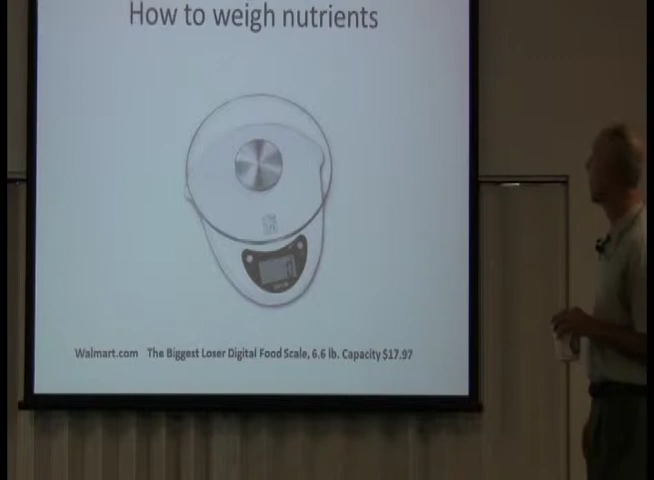 How to weigh nutrients
Walmart.com The Biggest Loser Digital Food Scale, 6.6 lb. Capacity $17.97